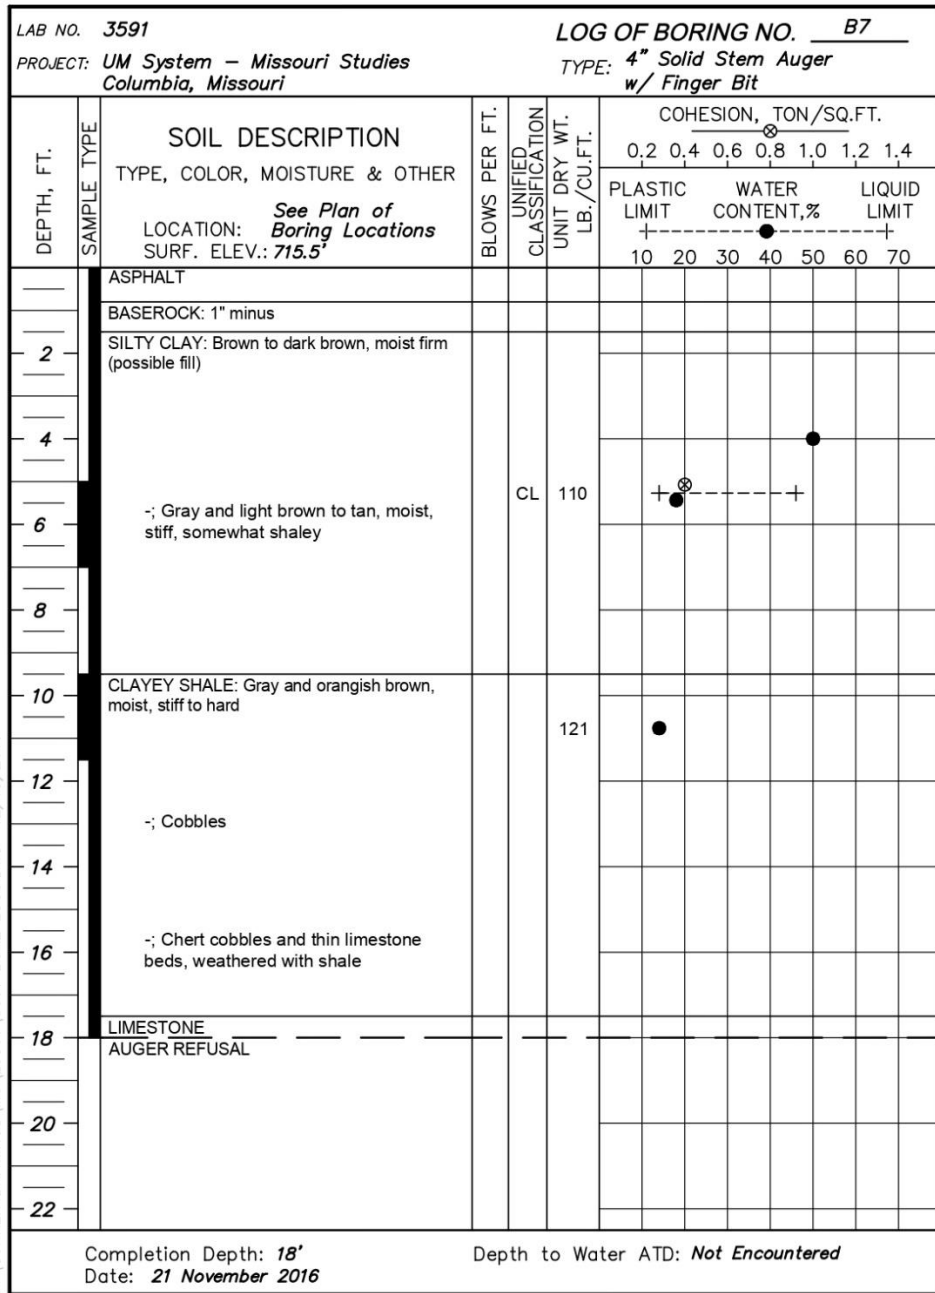 LAB NO. 3591
LOG OF BORING NO. B7
PROJECT: UM System – Missouri Studies
Columbia, Missouri
TYPE: 4" Solid Stem Auger
w/ Finger Bit
DEPTH, FT.
SAMPLE TYPE
SOIL DESCRIPTION
TYPE, COLOR, MOISTURE & OTHER
LOCATION: See Plan of
Boring Locations
SURF. ELEV.: 715.5'
BLOWS PER FT.
UNIFIED
CLASSIFICATION
UNIT DRY WT.
LB./CU.FT.
COHESION, TON/SQ.FT.
0.2 0.4 0.6 0.8 1.0 1.2 1.4
PLASTIC
LIMIT
WATER
CONTENT,%
LIQUID
LIMIT
10 20 30 40 50 60 70
ASPHALT
BASEROCK: 1" minus
SILTY CLAY: Brown to dark brown, moist firm
(possible fill)
2
4
CL 110
-; Gray and light brown to tan, moist,
stiff, somewhat shaley
6
8
CLAYEY SHALE: Gray and orangish brown,
moist, stiff to hard
10
121
12
-; Cobbles
14
-; Chert cobbles and thin limestone
beds, weathered with shale
16
LIMESTONE
18
AUGER REFUSAL
20
22
Completion Depth: 18'
Depth to Water ATD: Not Encountered
Date: 21 November 2016